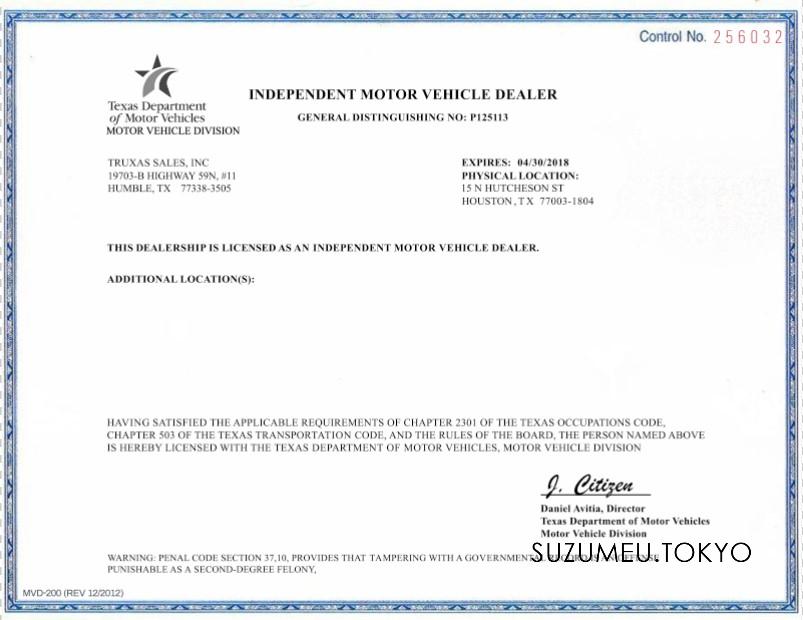 Control No. 256032
Texas Department
of Motor Vehicles
MOTOR VEHICLE DIVISION
INDEPENDENT MOTOR VEHICLE DEALER
GENERAL DISTINGUISHING NO: P125113
TRUXAS SALES, INC
19703-B HIGHWAY 59N, #11
HUMBLE, TX 77338-3505
EXPIRES: 04/30/2018
PHYSICAL LOCATION:
15 N HUTCHESON ST
HOUSTON, TX 77003-1804
THIS DEALERSHIP IS LICENSED AS AN INDEPENDENT MOTOR VEHICLE DEALER.
ADDITIONAL LOCATION(S):
HAVING SATISFIED THE APPLICABLE REQUIREMENTS OF CHAPTER 2301 OF THE TEXAS OCCUPATIONS CODE,
CHAPTER 503 OF THE TEXAS TRANSPORTATION CODE, AND THE RULES OF THE BOARD, THE PERSON NAMED ABOVE
IS HEREBY LICENSED WITH THE TEXAS DEPARTMENT OF MOTOR VEHICLES, MOTOR VEHICLE DIVISION
J. Citizen
Daniel Avitia, Director
Texas Department of Motor Vehicles
Motor Vehicle Division
WARNING: PENAL CODE SECTION 37,10, PROVIDES THAT TAMPERING WITH A GOVERNMENTAL RECORD IS AN OFFENSE
SUZUMEU.TOKYO
PUNISHABLE AS A SECOND-DEGREE FELONY,
MVD-200 (REV 12/2012)